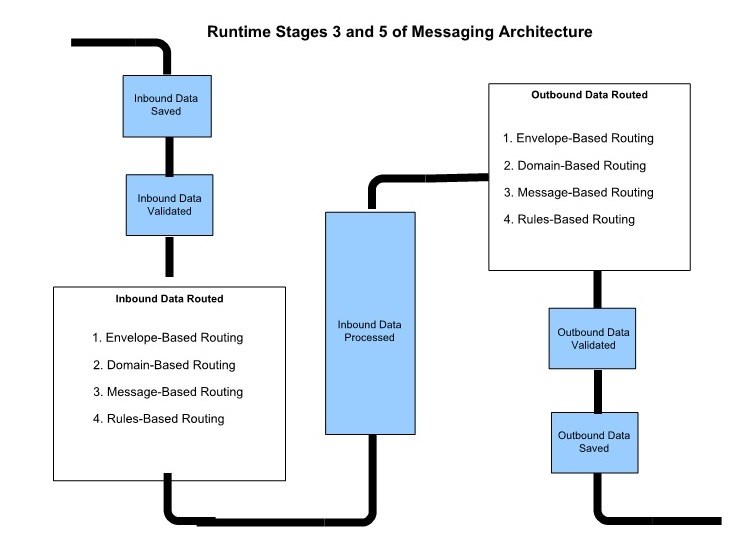 Runtime Stages 3 and 5 of Messaging Architecture
Inbound Data
Saved
Inbound Data
Validated
Inbound Data Routed
1. Envelope-Based Routing
2. Domain-Based Routing
3. Message-Based Routing
4. Rules-Based Routing
Inbound Data
Processed
Outbound Data Routed
1. Envelope-Based Routing
2. Domain-Based Routing
3. Message-Based Routing
4. Rules-Based Routing
Outbound Data
Validated
Outbound Data
Saved